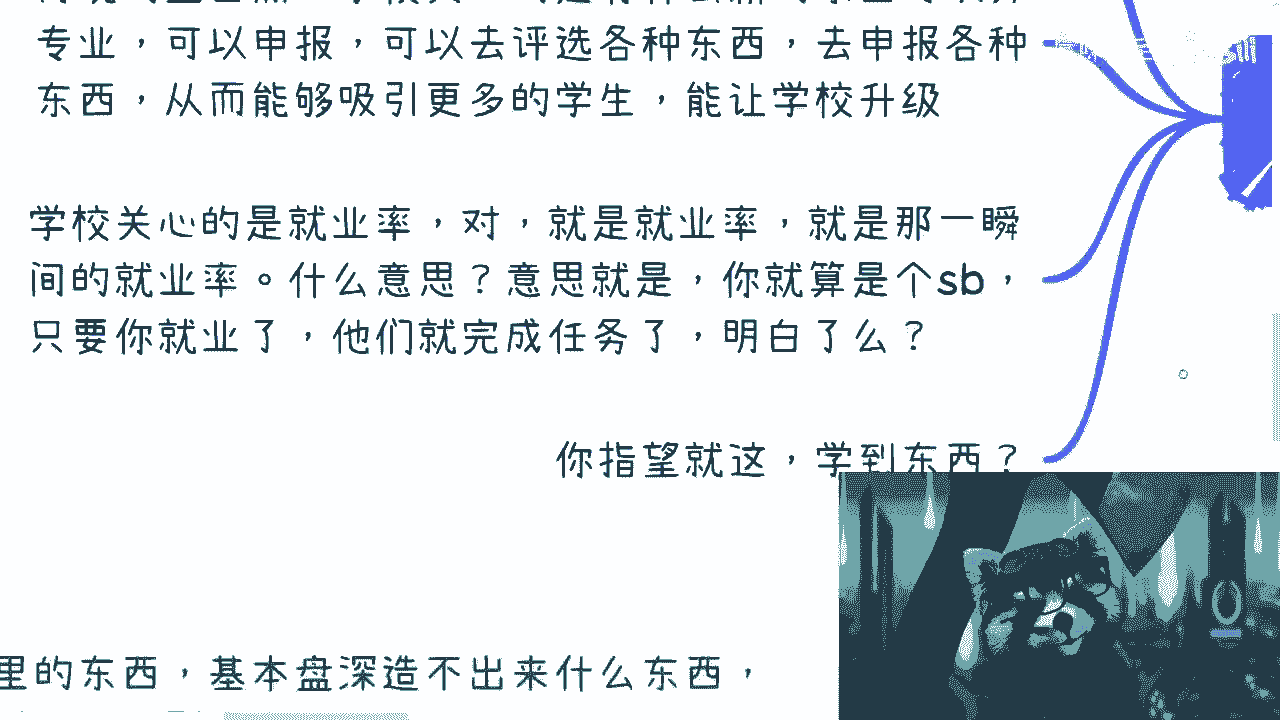 专业，可以申报，可以去评选各种东西，去申报各种
东西，从而能够吸引更多的学生，能让学校升级
学校关心的是就业率，对，就是就业率，就是那一瞬
间的就业率。什么意思？意思就是，你就算是个sb，
只要你就业了，他们就完成任务了，明白了么？
你指望就这，学到东西？
里的东西，基本盘深造不出来什么东西，